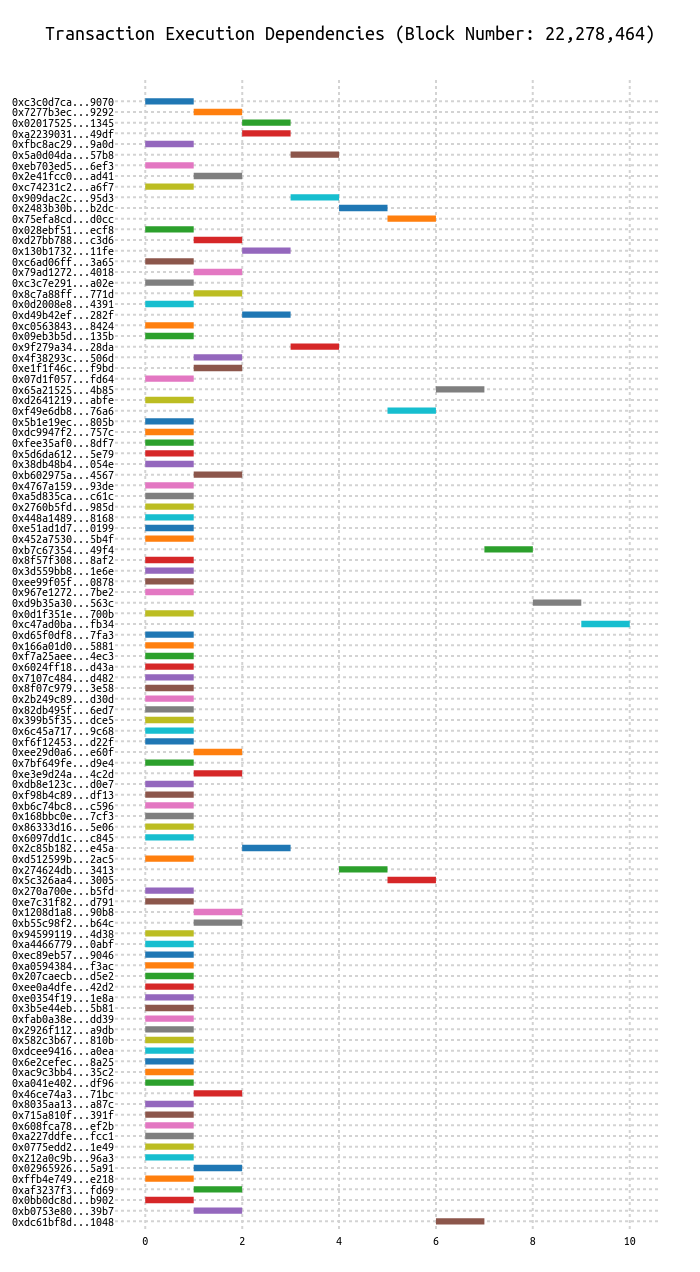 Transaction Execution Dependencies (Block Number: 22,278,464)
0xc3c0d7ca...9070
0x7277b3ec...9292
0x02017525...1345
0xa2239031...49df
0xfbc8ac29...9a0d
0x5a0d04da...57b8
0xeb703ed5...6ef3
0x2e41fcc0...ad41
0xc74231c2...a6f7
0x909dac2c...95d3
0x2483b30b...b2dc
0x75efa8cd...d0cc
0x028ebf51...ecf8
0xd27bb788...c3d6
0x130b1732...11fe
0xc6ad06ff...3a65
0x79ad1272...4018
0xc3c7e291...a02e
0x8c7a88ff...771d
0x0d2008e8...4391
0xd49b42ef...282f
0xc0563843...8424
0x09eb3b5d...135b
0x9f279a34...28da
0x4f38293c...506d
0xe1f1f46c...f9bd
0x07d1f057...fd64
0x65a21525...4b85
0xd2641219...abfe
0xf49e6db8...76a6
0x5b1e19ec...805b
0xdc9947f2...757c
0xfee35af0...8df7
0x5d6da612...5e79
0x38db48b4...054e
0xb602975a...4567
0x4767a159...93de
0xa5d835ca...c61c
0x2760b5fd...985d
0x448a1489...8168
0xe51ad1d7...0199
0x452a7530...5b4f
0xb7c67354...49f4
0x8f57f308...8af2
0x3d559bb8...1e6e
0xee99f05f...0878
0x967e1272...7be2
0xd9b35a30...563c
0x0d1f351e...700b
0xc47ad0ba...fb34
0xd65f0df8...7fa3
0x166a01d0...5881
0xf7a25aee...4ec3
0x6024ff18...d43a
0x7107c484...d482
0x8f07c979...3e58
0x2b249c89...d30d
0x82db495f...6ed7
0x399b5f35...dce5
0x6c45a717...9c68
0xf6f12453...d22f
0xee29d0a6...e60f
0x7bf649fe...d9e4
0xe3e9d24a...4c2d
0xdb8e123c...d0e7
0xf98b4c89...df13
0xb6c74bc8...c596
0x168bbc0e...7cf3
0x86333d16...5e06
0x6097dd1c...c845
0x2c85b182...e45a
0xd512599b...2ac5
0x274624db...3413
0x5c326aa4...3005
0x270a700e...b5fd
0xe7c31f82...d791
0x1208d1a8...90b8
0xb55c98f2...b64c
0x94599119...4d38
0xa4466779...0abf
0xec89eb57...9046
0xa0594384...f3ac
0x207caecb...d5e2
0xee0a4dfe...42d2
0xe0354f19...1e8a
0x3b5e44eb...5b81
0xfab0a38e...dd39
0x2926f112...a9db
0x582c3b67...810b
0xdcee9416...a0ea
0x6e2cefec...8a25
0xac9c3bb4...35c2
0xa041e402...df96
0x46ce74a3...71bc
0x8035aa13...a87c
0x715a810f...391f
0x608fca78...ef2b
0xa227ddfe...fcc1
0x0775edd2...1e49
0x212a0c9b...96a3
0x02965926...5a91
0xffb4e749...e218
0xaf3237f3...fd69
0x0bb0dc8d...b902
0xb0753e80...39b7
0xdc61bf8d...1048
0 2 4 6 8 10